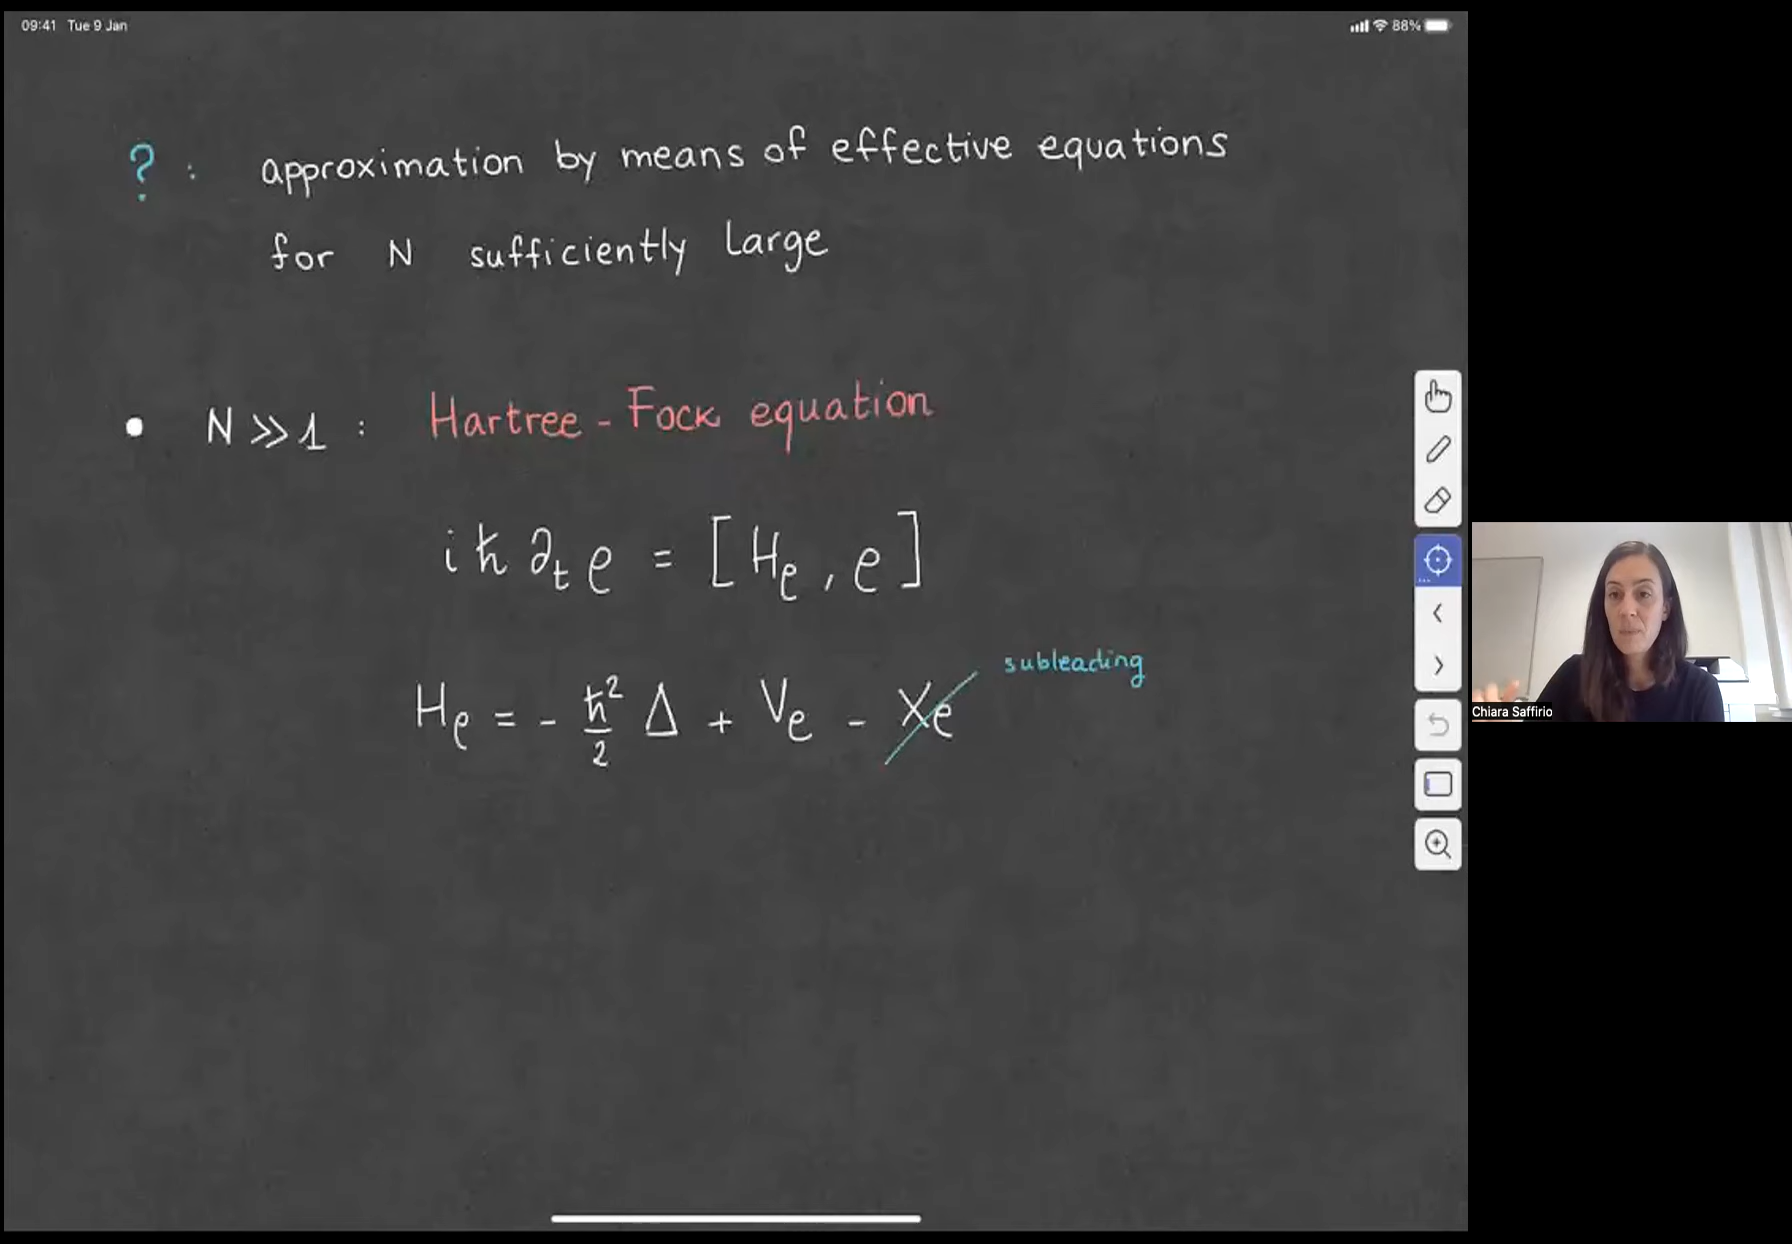 09:41 Tue 9 Jan
88%
? : approximation by means of effective equations
for N sufficiently large
• N ≫ 1 : Hartree - Fock equation
iħ ∂ₜ ρ = [ H_ρ , ρ ]
subleading
H_ρ = - ħ²/2 Δ + V_ρ - X_ρ
Chiara Saffirio